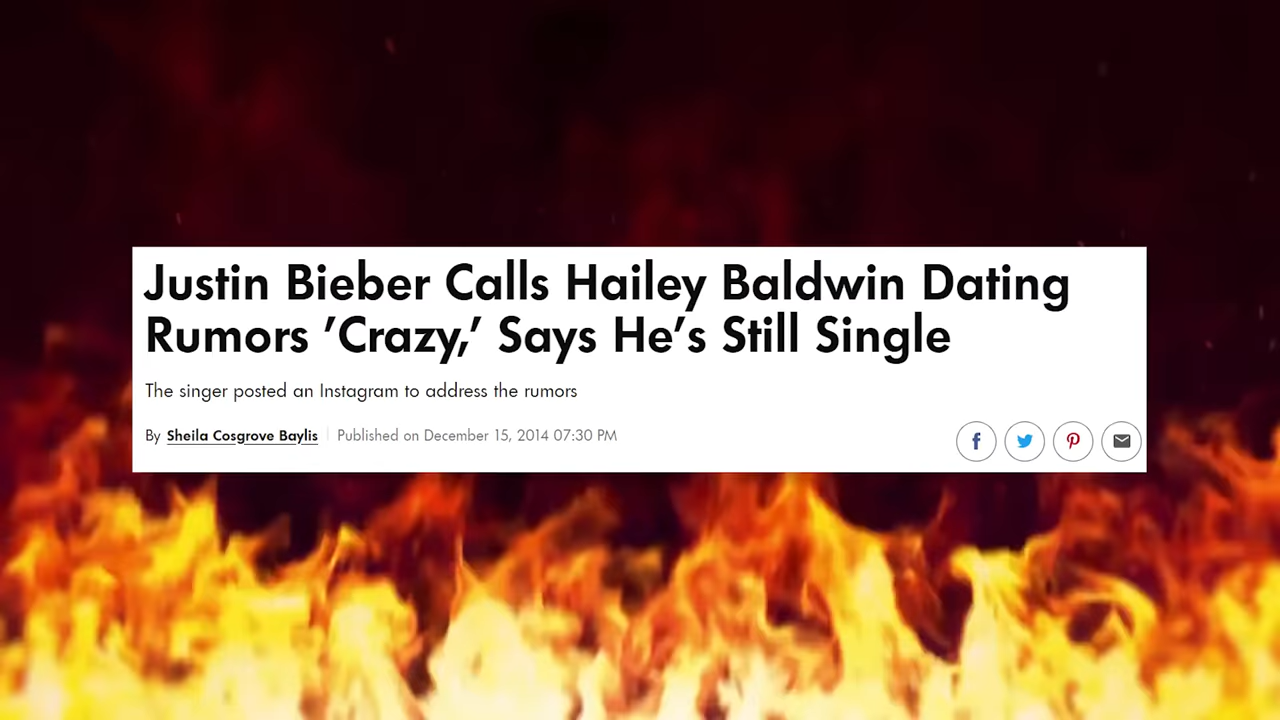 Justin Bieber Calls Hailey Baldwin Dating
Rumors ’Crazy,’ Says He’s Still Single
The singer posted an Instagram to address the rumors
By Sheila Cosgrove Baylis Published on December 15, 2014 07:30 PM